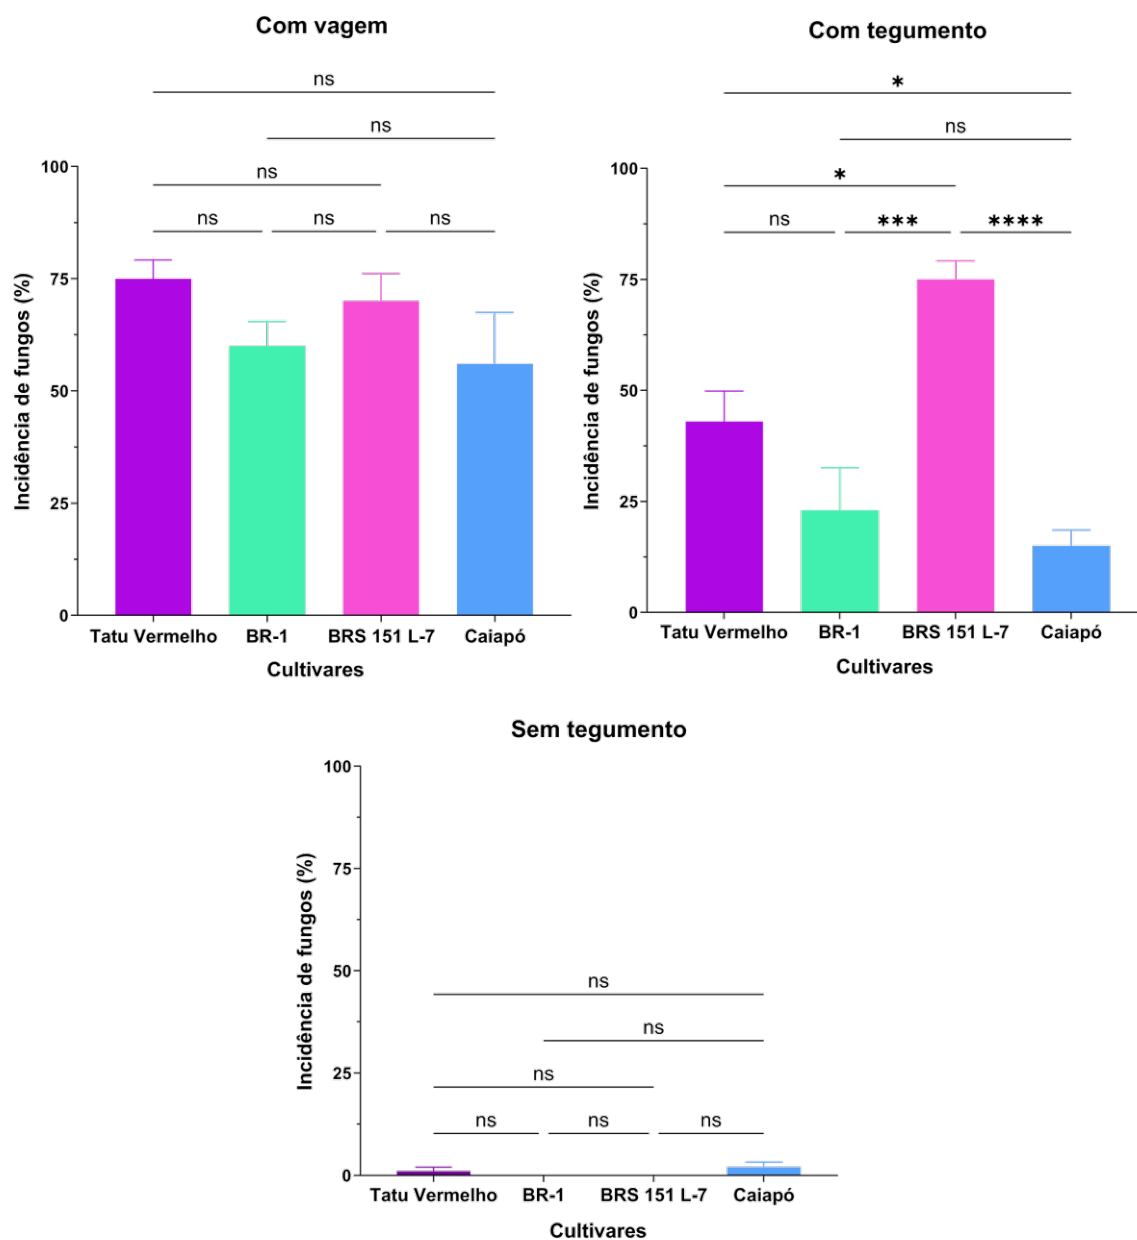 Com vagem
ns
ns
ns
ns ns ns
100
75
50
25
0
Incidência de fungos (%)
Tatu Vermelho BR-1 BRS 151 L-7 Caiapó
Cultivares
Com tegumento
*
ns
*
ns *** ****
100
75
50
25
0
Incidência de fungos (%)
Tatu Vermelho BR-1 BRS 151 L-7 Caiapó
Cultivares
Sem tegumento
100
75
50
25
0
Incidência de fungos (%)
ns
ns
ns
ns ns ns
Tatu Vermelho BR-1 BRS 151 L-7 Caiapó
Cultivares